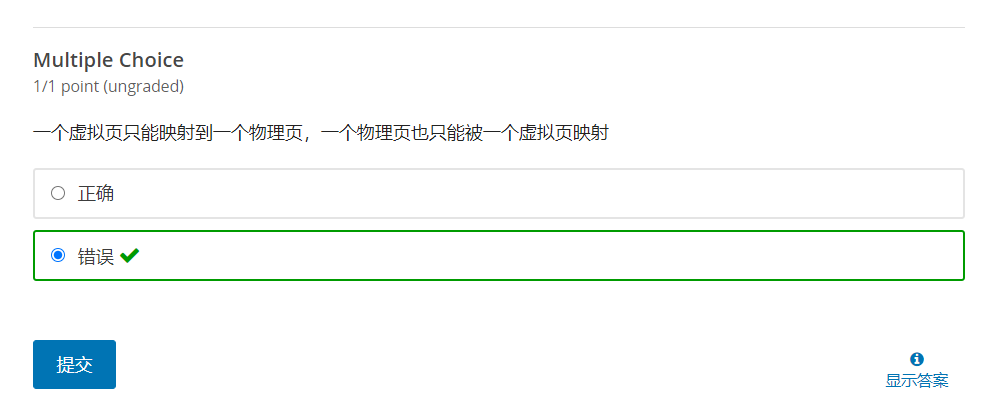 Multiple Choice
1/1 point (ungraded)
一个虚拟页只能映射到一个物理页，一个物理页也只能被一个虚拟页映射
正确
错误
提交
显示答案